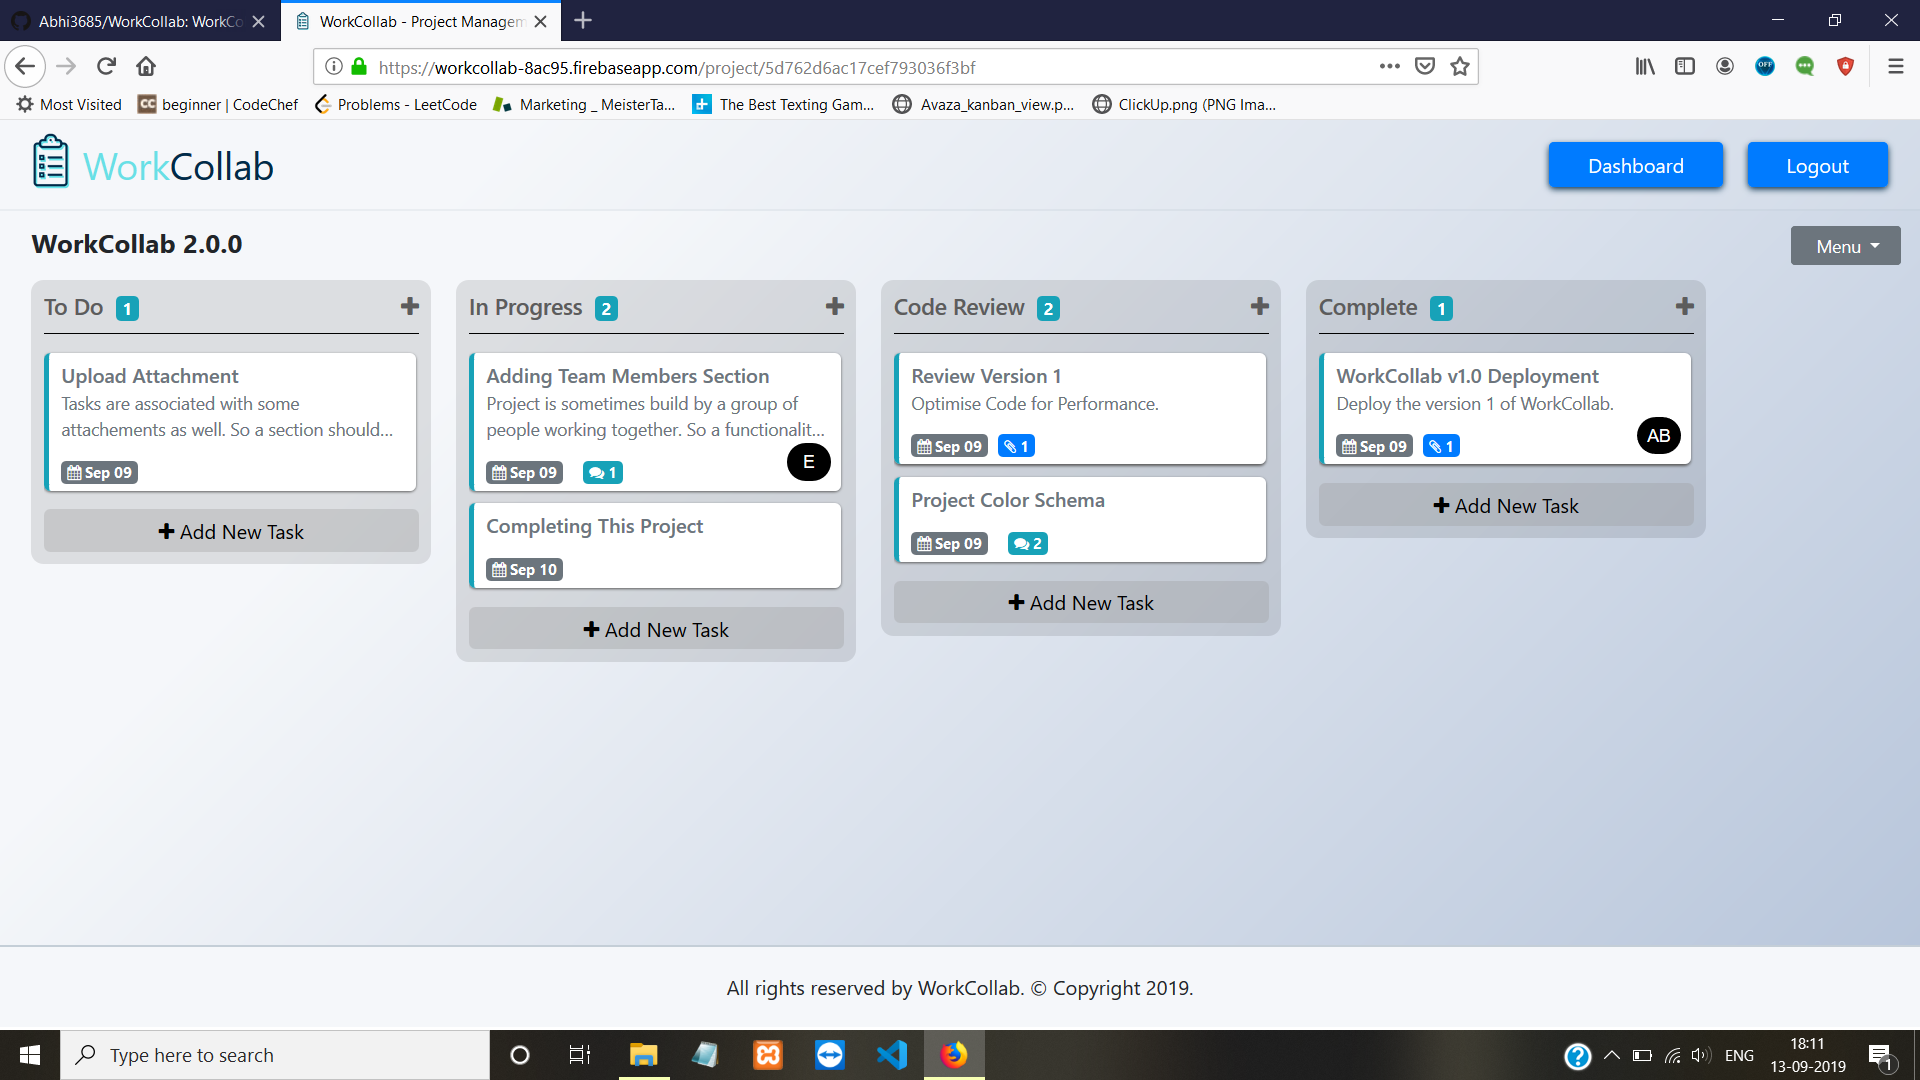 Abhi3685/WorkCollab: WorkCo
WorkCollab - Project Managem
https://workcollab-8ac95.firebaseapp.com/project/5d762d6ac17cef793036f3bf
OFF
Most Visited
CC beginner | CodeChef
Problems - LeetCode
Marketing _ MeisterTa...
The Best Texting Gam...
Avaza_kanban_view.p...
ClickUp.png (PNG Ima...
WorkCollab
Dashboard
Logout
WorkCollab 2.0.0
Menu
To Do 1
Upload Attachment
Tasks are associated with some
attachements as well. So a section should...
Sep 09
Add New Task
In Progress 2
Adding Team Members Section
Project is sometimes build by a group of
people working together. So a functionalit...
Sep 09 1
E
Completing This Project
Sep 10
Add New Task
Code Review 2
Review Version 1
Optimise Code for Performance.
Sep 09 1
Project Color Schema
Sep 09 2
Add New Task
Complete 1
WorkCollab v1.0 Deployment
Deploy the version 1 of WorkCollab.
Sep 09 1
AB
Add New Task
All rights reserved by WorkCollab. © Copyright 2019.
Type here to search
ENG
18:11
13-09-2019
1